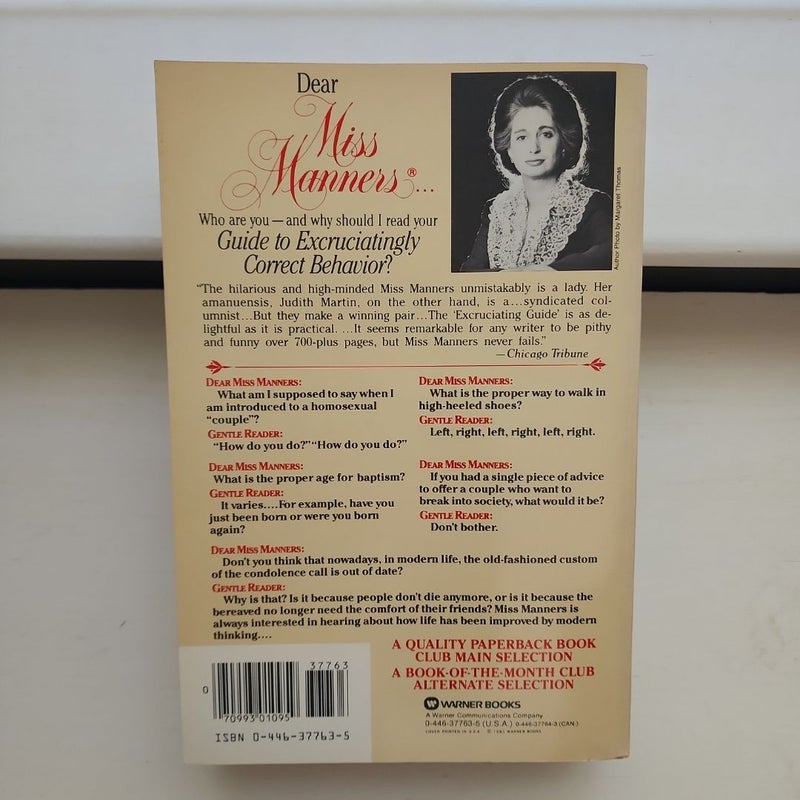 Dear
Miss
Manners®...
Who are you—and why should I read your
Guide to Excruciatingly
Correct Behavior?
Author Photo by Margaret Thomas
"The hilarious and high-minded Miss Manners unmistakably is a lady. Her
amanuensis, Judith Martin, on the other hand, is a...syndicated col-
umnist...But they make a winning pair...The 'Excruciating Guide' is as de-
lightful as it is practical. ...It seems remarkable for any writer to be pithy
and funny over 700-plus pages, but Miss Manners never fails."
—Chicago Tribune
DEAR MISS MANNERS:
What am I supposed to say when I
am introduced to a homosexual
"couple"?
GENTLE READER:
"How do you do?" "How do you do?"
DEAR MISS MANNERS:
What is the proper age for baptism?
GENTLE READER:
It varies....For example, have you
just been born or were you born
again?
DEAR MISS MANNERS:
What is the proper way to walk in
high-heeled shoes?
GENTLE READER:
Left, right, left, right, left, right.
DEAR MISS MANNERS:
If you had a single piece of advice
to offer a couple who want to
break into society, what would it be?
GENTLE READER:
Don't bother.
DEAR MISS MANNERS:
Don't you think that nowadays, in modern life, the old-fashioned custom
of the condolence call is out of date?
GENTLE READER:
Why is that? Is it because people don't die anymore, or is it because the
bereaved no longer need the comfort of their friends? Miss Manners is
always interested in hearing about how life has been improved by modern
thinking....
A QUALITY PAPERBACK BOOK
CLUB MAIN SELECTION
A BOOK-OF-THE-MONTH CLUB
ALTERNATE SELECTION
WARNER BOOKS
A Warner Communications Company
0-446-37763-5 (U.S.A.) 0-446-37764-3 (CAN.)
COVER PRINTED IN U.S.A. © WARNER BOOKS
37763
0
70993 01095
ISBN 0-446-37763-5